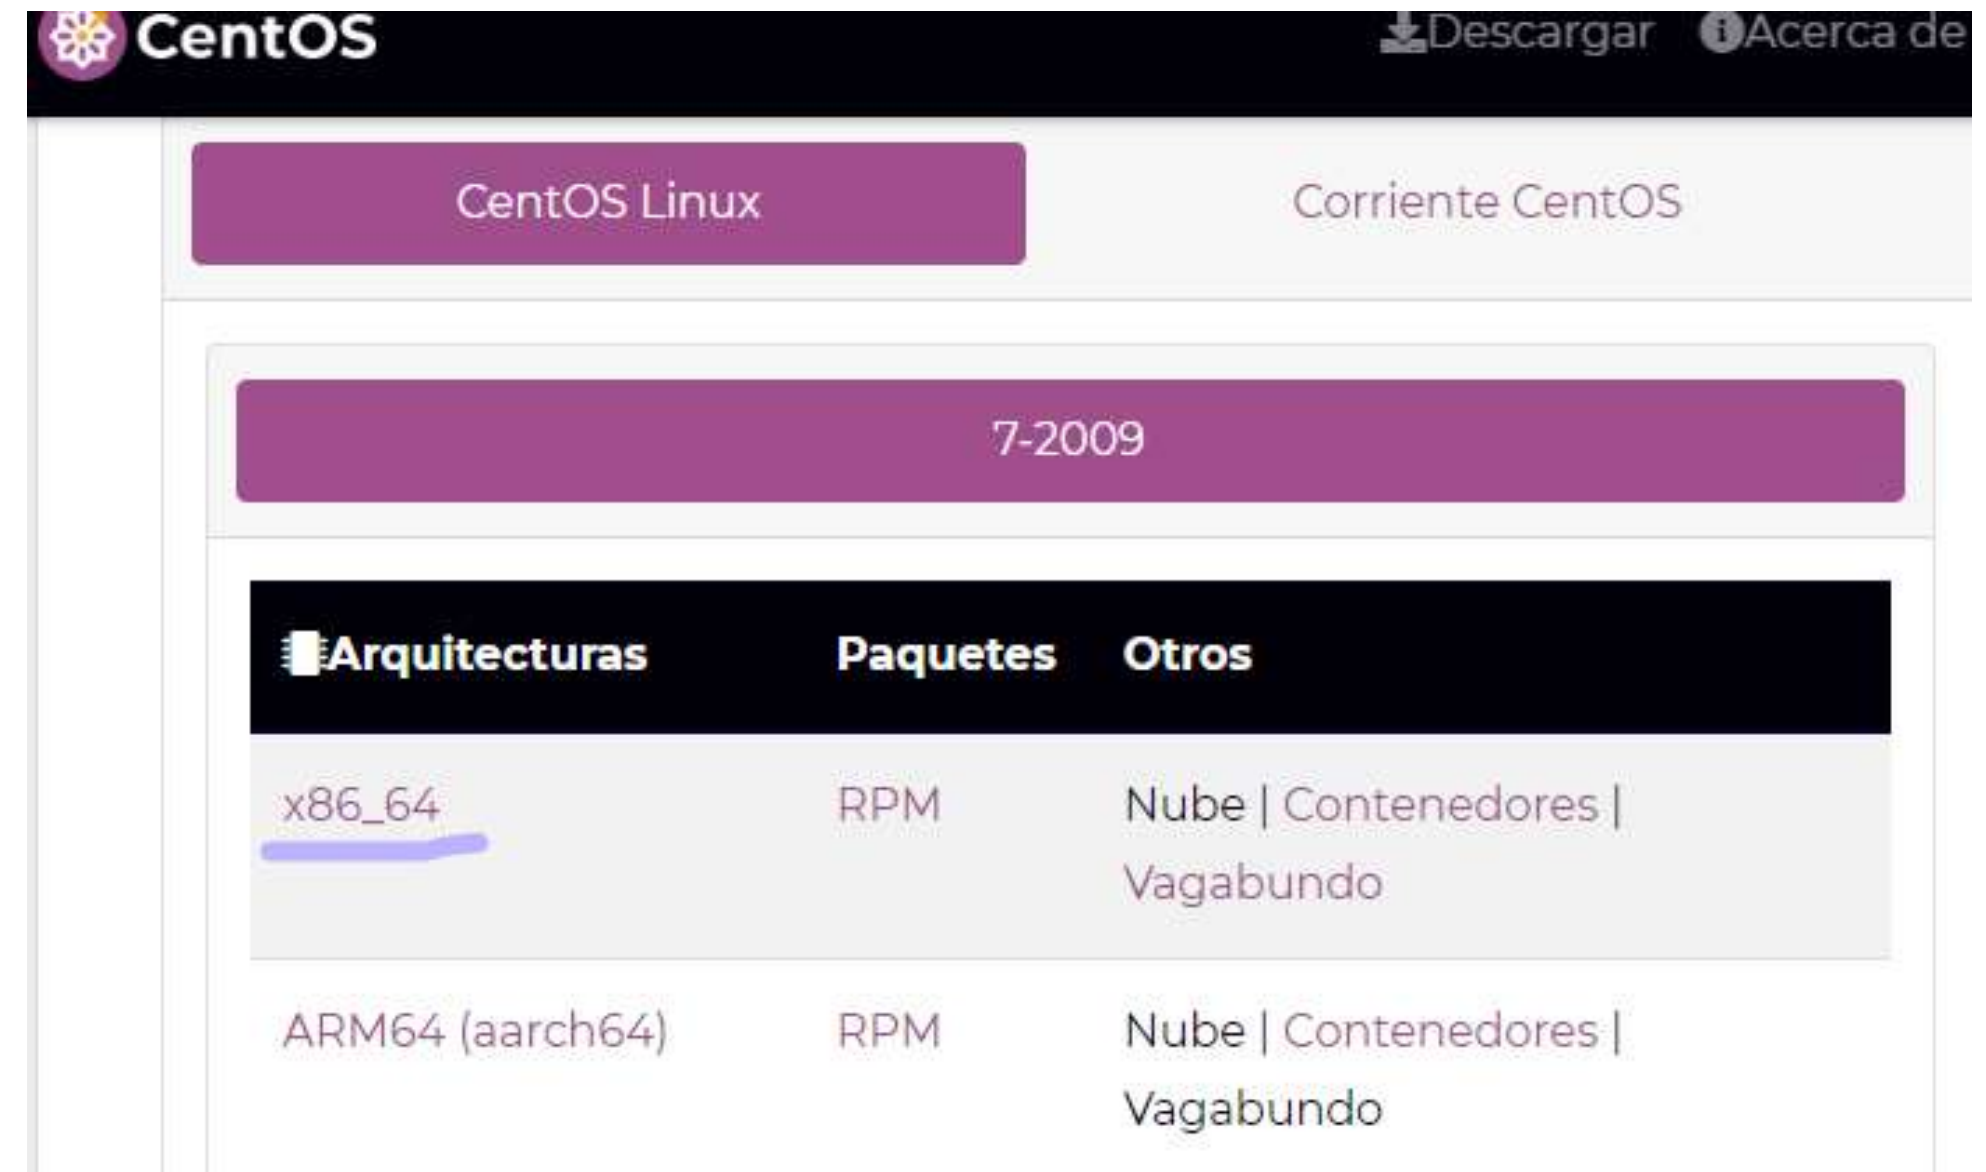 CentOS
Descargar Acerca de
CentOS Linux Corriente CentOS
7-2009
Arquitecturas Paquetes Otros
x86_64 RPM Nube | Contenedores |
Vagabundo
ARM64 (aarch64) RPM Nube | Contenedores |
Vagabundo